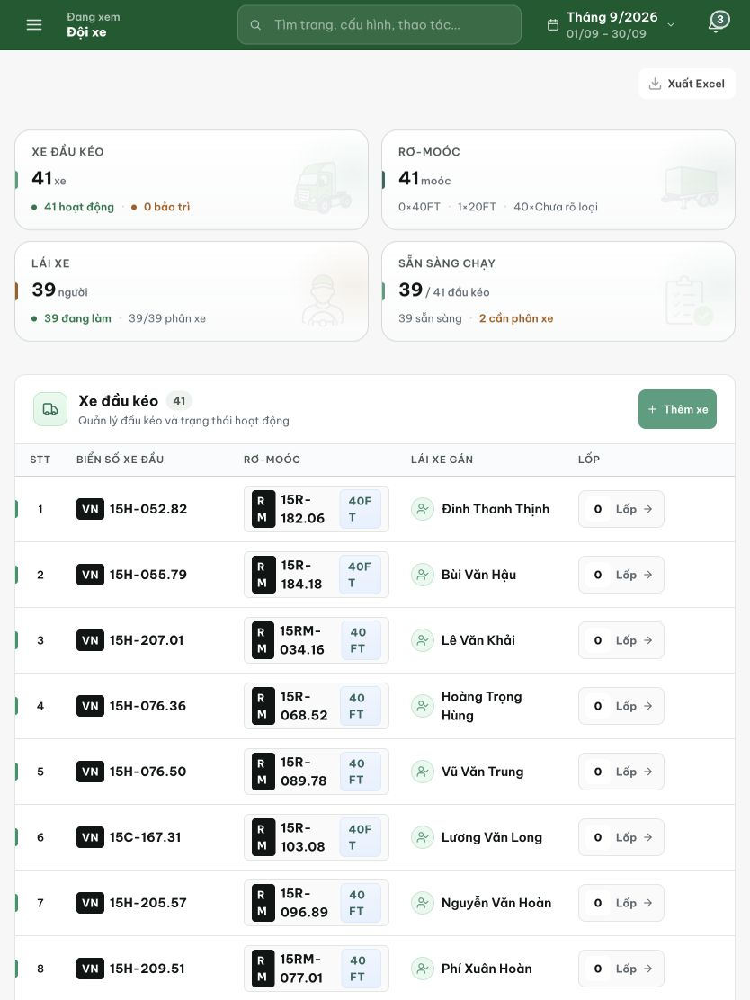 Đang xem
Đội xe
Tìm trang, cấu hình, thao tác...
Tháng 9/2026
01/09 – 30/09
3
Xuất Excel
XE ĐẦU KÉO
41 xe
41 hoạt động · 0 bảo trì
RƠ-MOÓC
41 moóc
0×40FT · 1×20FT · 40×Chưa rõ loại
LÁI XE
39 người
39 đang làm · 39/39 phân xe
SẴN SÀNG CHẠY
39 / 41 đầu kéo
39 sẵn sàng · 2 cần phân xe
Xe đầu kéo 41
Quản lý đầu kéo và trạng thái hoạt động
+ Thêm xe
STT BIỂN SỐ XE ĐẦU RƠ-MOÓC LÁI XE GÁN LỐP
1 VN 15H-052.82 RM 15R-182.06 40FT Đinh Thanh Thịnh 0 Lốp →
2 VN 15H-055.79 RM 15R-184.18 40FT Bùi Văn Hậu 0 Lốp →
3 VN 15H-207.01 RM 15RM-034.16 40 FT Lê Văn Khải 0 Lốp →
4 VN 15H-076.36 RM 15R-068.52 40 FT Hoàng Trọng Hùng 0 Lốp →
5 VN 15H-076.50 RM 15R-089.78 40 FT Vũ Văn Trung 0 Lốp →
6 VN 15C-167.31 RM 15R-103.08 40FT Lương Văn Long 0 Lốp →
7 VN 15H-205.57 RM 15R-096.89 40 FT Nguyễn Văn Hoàn 0 Lốp →
8 VN 15H-209.51 RM 15RM-077.01 40 FT Phí Xuân Hoàn 0 Lốp →